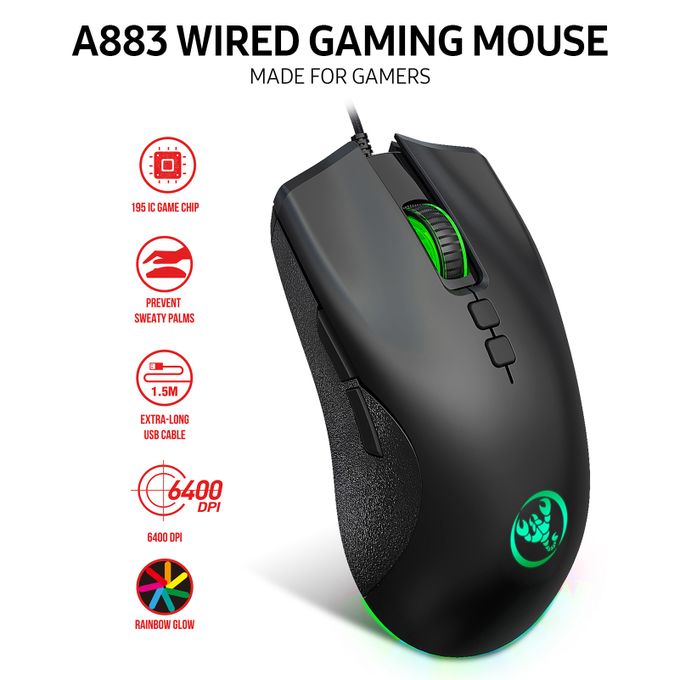 A883 WIRED GAMING MOUSE
MADE FOR GAMERS
195 IC GAME CHIP
PREVENT
SWEATY PALMS
1.5M
EXTRA-LONG
USB CABLE
6400
DPI
6400 DPI
RAINBOW GLOW